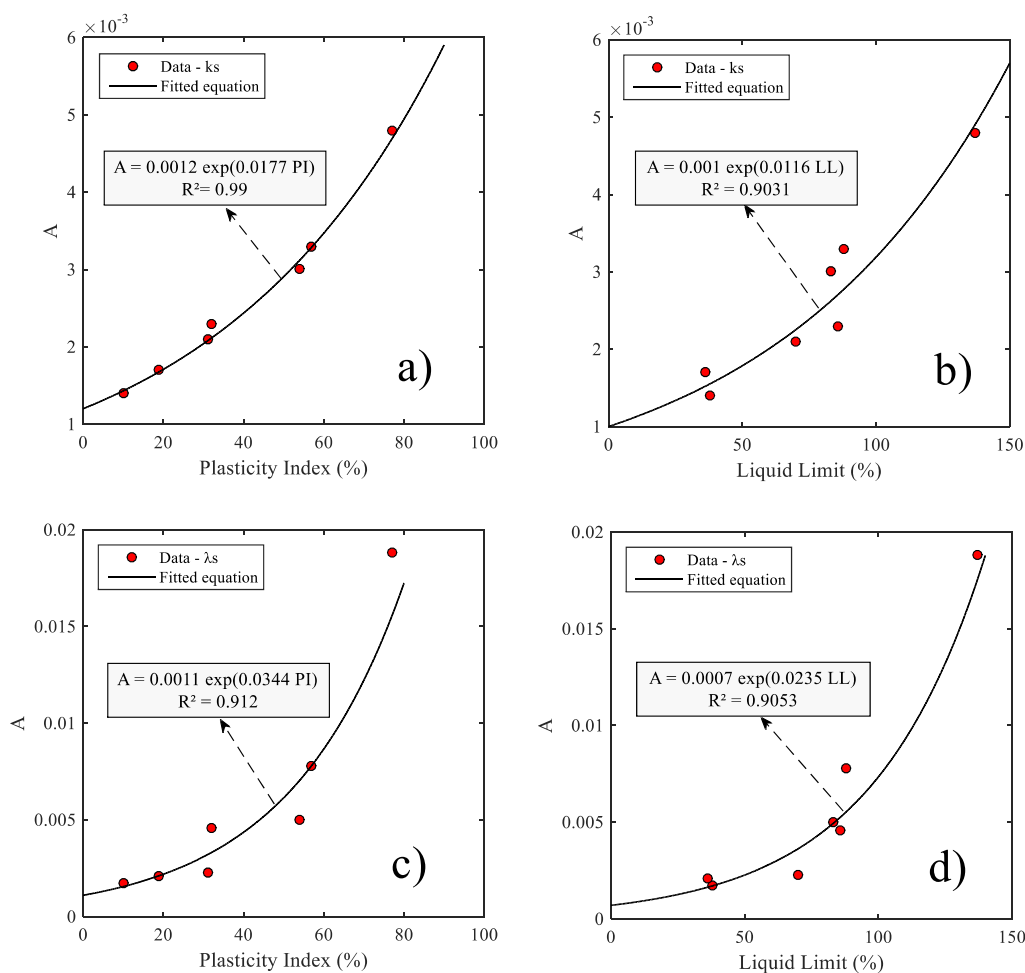 ×10⁻³
6
5
4
3
2
1
A
Data - ks
Fitted equation
A = 0.0012 exp(0.0177 PI)
R²= 0.99
a)
0
20
40
60
80
100
Plasticity Index (%)
×10⁻³
6
5
4
3
2
1
A
Data - ks
Fitted equation
A = 0.001 exp(0.0116 LL)
R² = 0.9031
b)
0
50
100
150
Liquid Limit (%)
0.02
0.015
0.01
0.005
0
A
Data - λs
Fitted equation
A = 0.0011 exp(0.0344 PI)
R² = 0.912
c)
0
20
40
60
80
100
Plasticity Index (%)
0.02
0.015
0.01
0.005
0
A
Data - λs
Fitted equation
A = 0.0007 exp(0.0235 LL)
R² = 0.9053
d)
0
50
100
150
Liquid Limit (%)